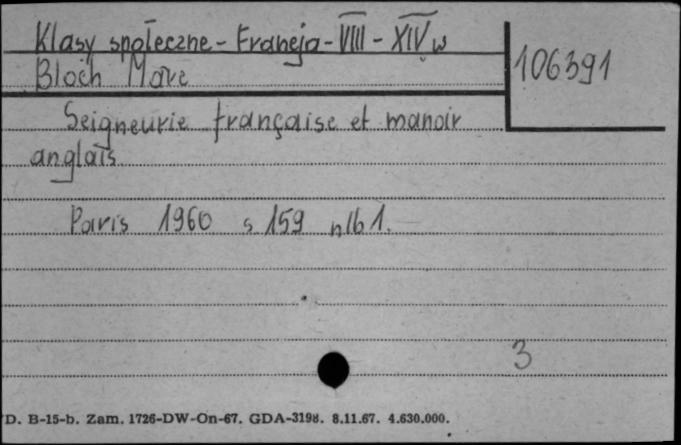 Klasy społeczne - Francja - VIII - XIV w
Bloch Marc
106391
Seigneurie française et manoir
anglais
Paris 1960 s 159 nlb 1.
3
D. B-15-b. Zam. 1726-DW-On-67. GDA-3198. 8.11.67. 4.630.000.